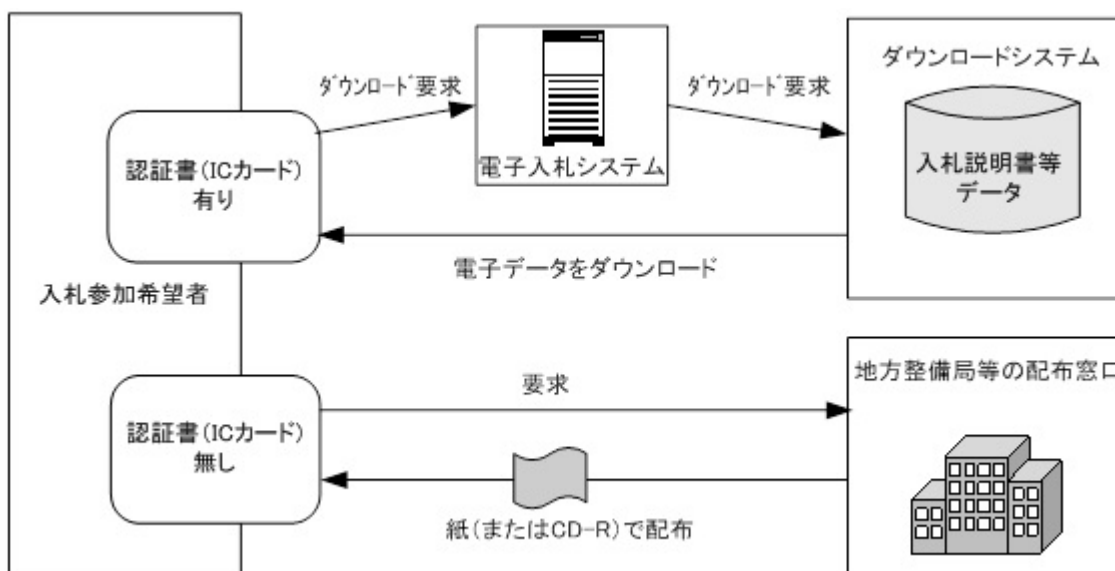 ダウンロードシステム
ﾀﾞｳﾝﾛｰﾄﾞ要求
ﾀﾞｳﾝﾛｰﾄﾞ要求
認証書(ICカード)
有り
電子入札システム
入札説明書等
データ
電子データをダウンロード
入札参加希望者
地方整備局等の配布窓口
要求
認証書(ICカード)
無し
紙(またはCD-R)で配布